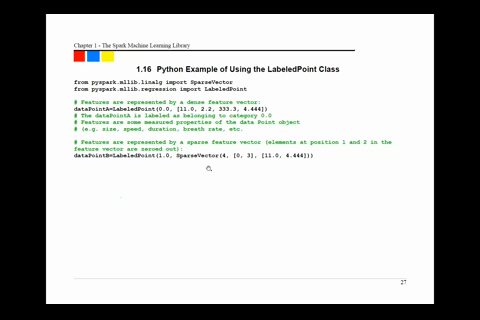 Chapter 1 - The Spark Machine Learning Library
1.16 Python Example of Using the LabeledPoint Class
from pyspark.mllib.linalg import SparseVector
from pyspark.mllib.regression import LabeledPoint
# Features are represented by a dense feature vector:
dataPointA=LabeledPoint(0.0, [11.0, 2.2, 333.3, 4.444])
# The dataPointA is labeled as belonging to category 0.0
# Features are some measured properties of the data Point object
# (e.g. size, speed, duration, breath rate, etc.
# Features are represented by a sparse feature vector (elements at position 1 and 2 in the
feature vector are zeroed out):
dataPointB=LabeledPoint(1.0, SparseVector(4, [0, 3], [11.0, 4.444]))
27